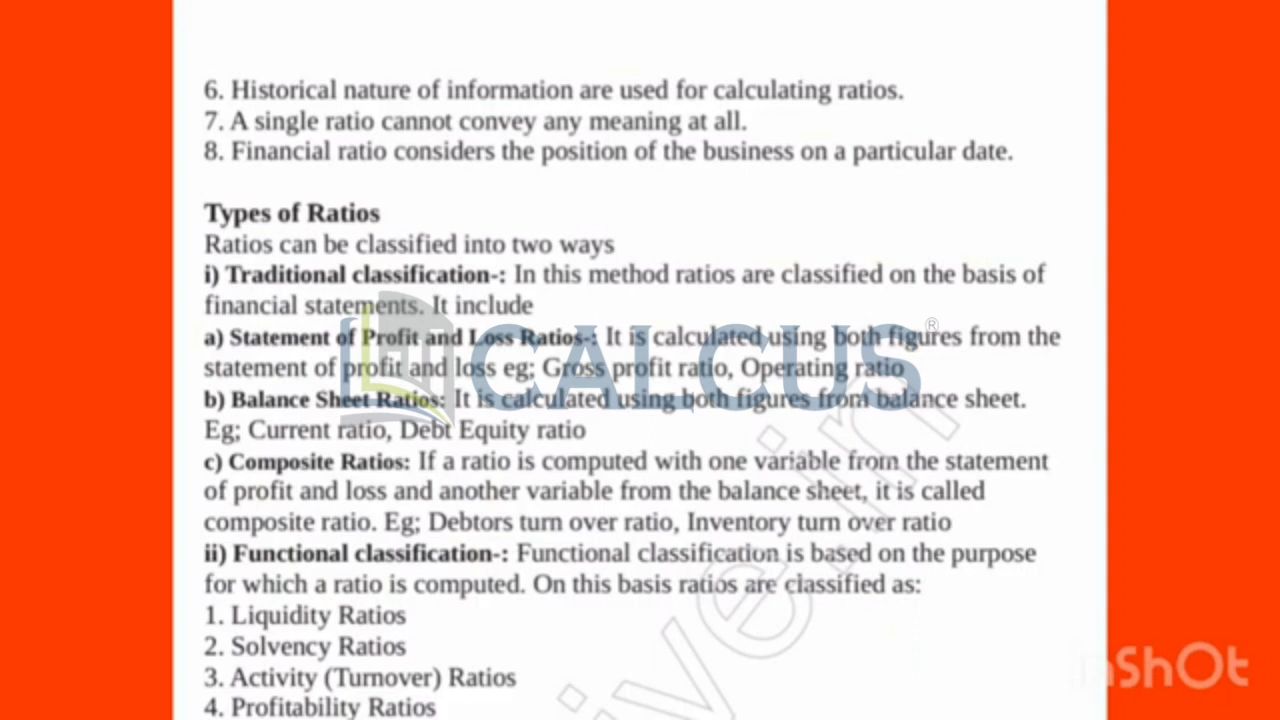 6. Historical nature of information are used for calculating ratios.
7. A single ratio cannot convey any meaning at all.
8. Financial ratio considers the position of the business on a particular date.
Types of Ratios
Ratios can be classified into two ways
i) Traditional classification-: In this method ratios are classified on the basis of
financial statements. It include
a) Statement of Profit and Loss Ratios-: It is calculated using both figures from the
statement of profit and loss eg; Gross profit ratio, Operating ratio
b) Balance Sheet Ratios: It is calculated using both figures from balance sheet.
Eg; Current ratio, Debt Equity ratio
c) Composite Ratios: If a ratio is computed with one variable from the statement
of profit and loss and another variable from the balance sheet, it is called
composite ratio. Eg; Debtors turn over ratio, Inventory turn over ratio
ii) Functional classification-: Functional classification is based on the purpose
for which a ratio is computed. On this basis ratios are classified as:
1. Liquidity Ratios
2. Solvency Ratios
3. Activity (Turnover) Ratios
4. Profitability Ratios
CALCUS®
ive.in
InShOt